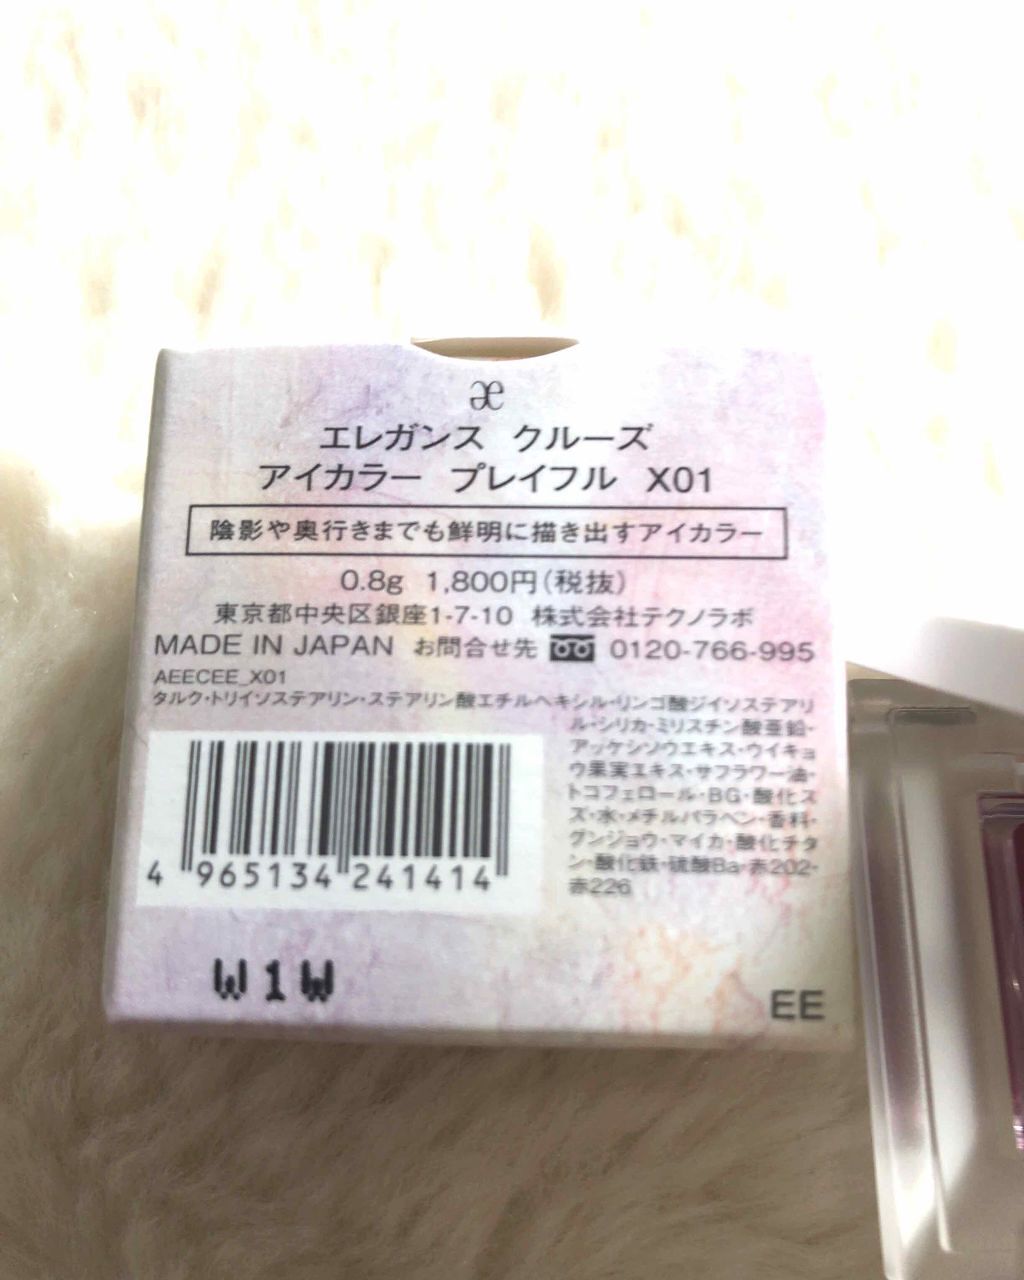 æ
エレガンス クルーズ
アイカラー プレイフル X01
陰影や奥行きまでも鮮明に描き出すアイカラー
0.8g 1,800円(税抜)
東京都中央区銀座1-7-10 株式会社テクノラボ
MADE IN JAPAN お問合せ先 0120-766-995
AEECEE_X01
タルク・トリイソステアリン・ステアリン酸エチルヘキシル・リンゴ酸ジイソステアリ
ル・シリカ・ミリスチン酸亜鉛・
アッケシソウエキス・ウイキョ
ウ果実エキス・サフラワー油・
トコフェロール・BG・酸化ス
ズ・水・メチルパラベン・香料・
グンジョウ・マイカ・酸化チタ
ン・酸化鉄・硫酸Ba・赤202・
赤226
4 965134 241414
W1W
EE